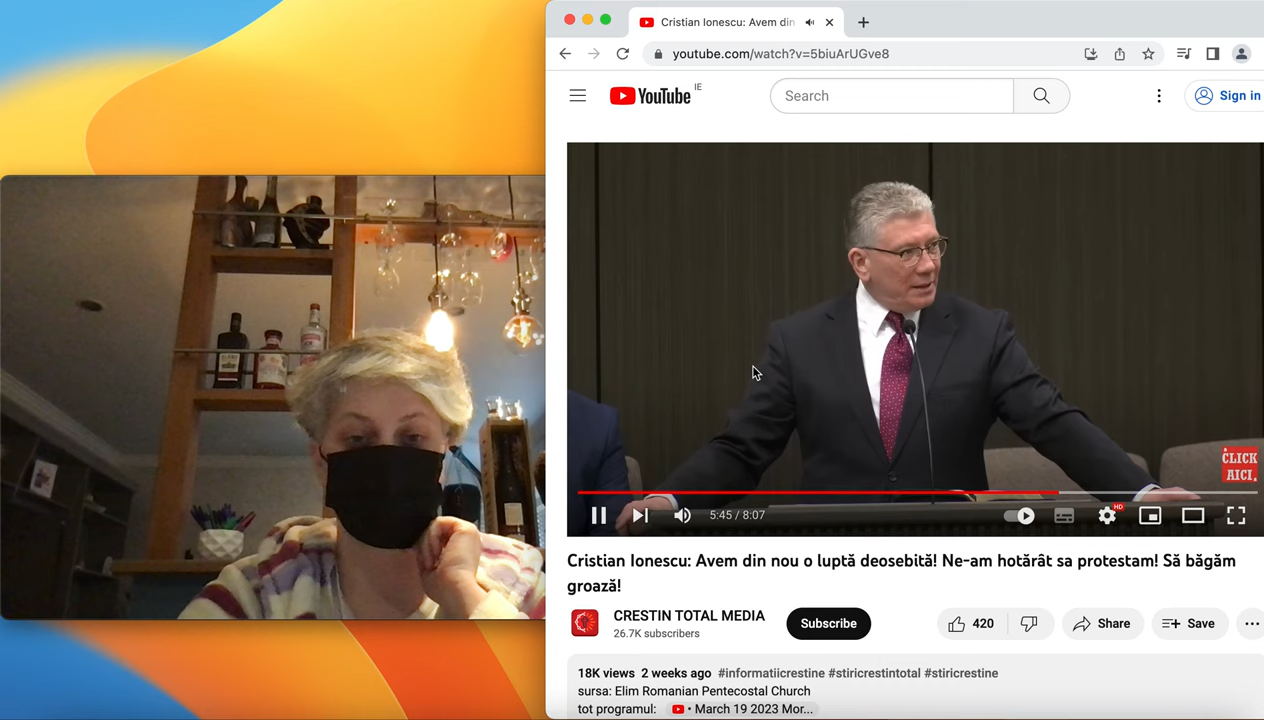 Cristian Ionescu: Avem din
youtube.com/watch?v=5biuArUGve8
YouTube IE
Search
Sign in
CLICK
AICI.
5:45 / 8:07
HD
Cristian Ionescu: Avem din nou o luptă deosebită! Ne-am hotărât sa protestam! Să băgăm
groază!
CRESTIN TOTAL MEDIA
26.7K subscribers
Subscribe
420
Share
Save
18K views 2 weeks ago #informatiicrestine #stiricrestintotal #stiricrestine
sursa: Elim Romanian Pentecostal Church
tot programul: • March 19 2023 Mor...